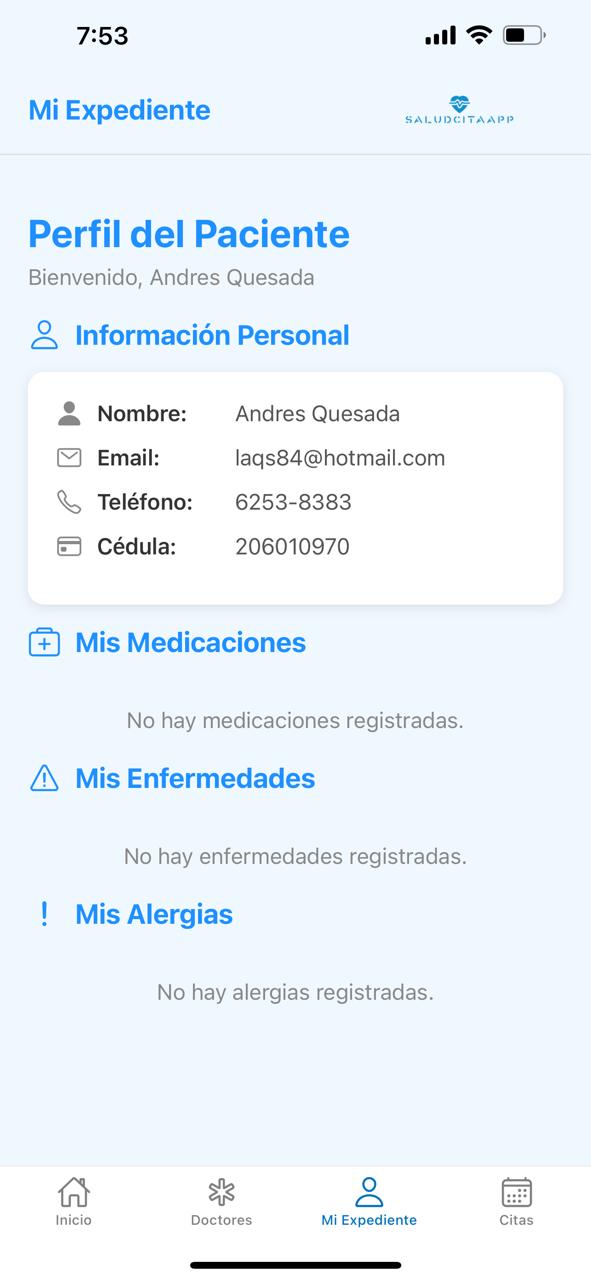 7:53
Mi Expediente
SALUDCITAAPP
Perfil del Paciente
Bienvenido, Andres Quesada
Información Personal
Nombre: Andres Quesada
Email: laqs84@hotmail.com
Teléfono: 6253-8383
Cédula: 206010970
Mis Medicaciones
No hay medicaciones registradas.
Mis Enfermedades
No hay enfermedades registradas.
Mis Alergias
No hay alergias registradas.
Inicio
Doctores
Mi Expediente
Citas